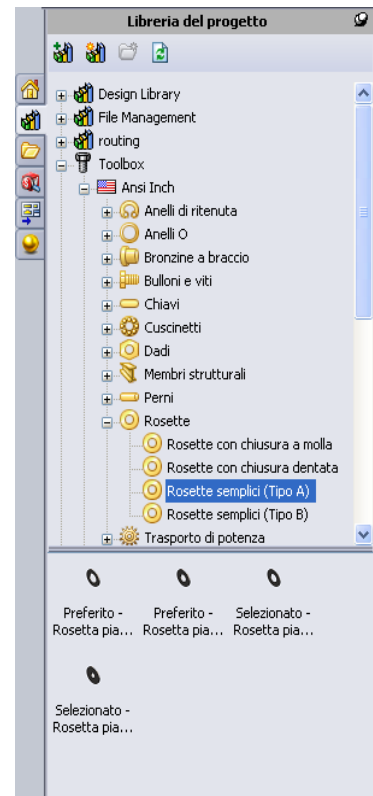 Libreria del progetto
Design Library
File Management
routing
Toolbox
Ansi Inch
Anelli di ritenuta
Anelli O
Bronzine a braccio
Bulloni e viti
Chiavi
Cuscinetti
Dadi
Membri strutturali
Perni
Rosette
Rosette con chiusura a molla
Rosette con chiusura dentata
Rosette semplici (Tipo A)
Rosette semplici (Tipo B)
Trasporto di potenza
Preferito - Preferito - Selezionato -
Rosetta pia... Rosetta pia... Rosetta pia...
Selezionato -
Rosetta pia...